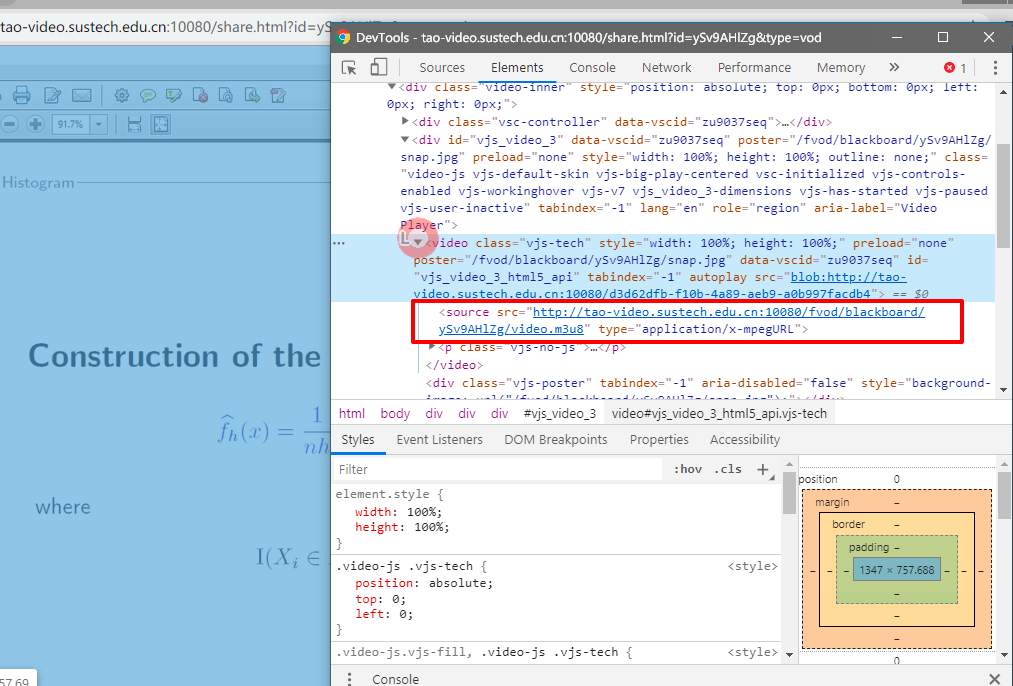 tao-video.sustech.edu.cn:10080/share.html?id=yS
DevTools - tao-video.sustech.edu.cn:10080/share.html?id=ySv9AHlZg&type=vod
Sources Elements Console Network Performance Memory » 1
▼<div class="video-inner" style="position: absolute; top: 0px; bottom: 0px; left:
0px; right: 0px;">
▶<div class="vsc-controller" data-vscid="zu9037seq">…</div>
▼<div id="vjs_video_3" data-vscid="zu9037seq" poster="/fvod/blackboard/ySv9AHlZg/
snap.jpg" preload="none" style="width: 100%; height: 100%; outline: none;" class=
"video-js vjs-default-skin vjs-big-play-centered vsc-initialized vjs-controls-
enabled vjs-workinghover vjs-v7 vjs_video_3-dimensions vjs-has-started vjs-paused
vjs-user-inactive" tabindex="-1" lang="en" role="region" aria-label="Video
Player">
… L ▼<video class="vjs-tech" style="width: 100%; height: 100%;" preload="none"
poster="/fvod/blackboard/ySv9AHlZg/snap.jpg" data-vscid="zu9037seq" id=
"vjs_video_3_html5_api" tabindex="-1" autoplay src="blob:http://tao-
video.sustech.edu.cn:10080/d3d62dfb-f10b-4a89-aeb9-a0b997facdb4"> == $0
<source src="http://tao-video.sustech.edu.cn:10080/fvod/blackboard/
ySv9AHlZg/video.m3u8" type="application/x-mpegURL">
▶<p class="vjs-no-js">…</p>
</video>
<div class="vjs-poster" tabindex="-1" aria-disabled="false" style="background-
image: url("/fvod/blackboard/ySv9AHlZg/snap.jpg");"></div>
html body div div div #vjs_video_3 video#vjs_video_3_html5_api.vjs-tech
Styles Event Listeners DOM Breakpoints Properties Accessibility
Filter :hov .cls +
element.style {
width: 100%;
height: 100%;
}
.video-js .vjs-tech { <style>
position: absolute;
top: 0;
left: 0;
}
.video-js.vjs-fill, .video-js .vjs-tech { <style>
position 0
margin –
border –
padding –
– – – 1347 × 757.688 – – –
–
–
–
0
Console
91.7%
Histogram
Construction of the
f̂h(x) = 1
nh
where
I(Xi ∈
57.69